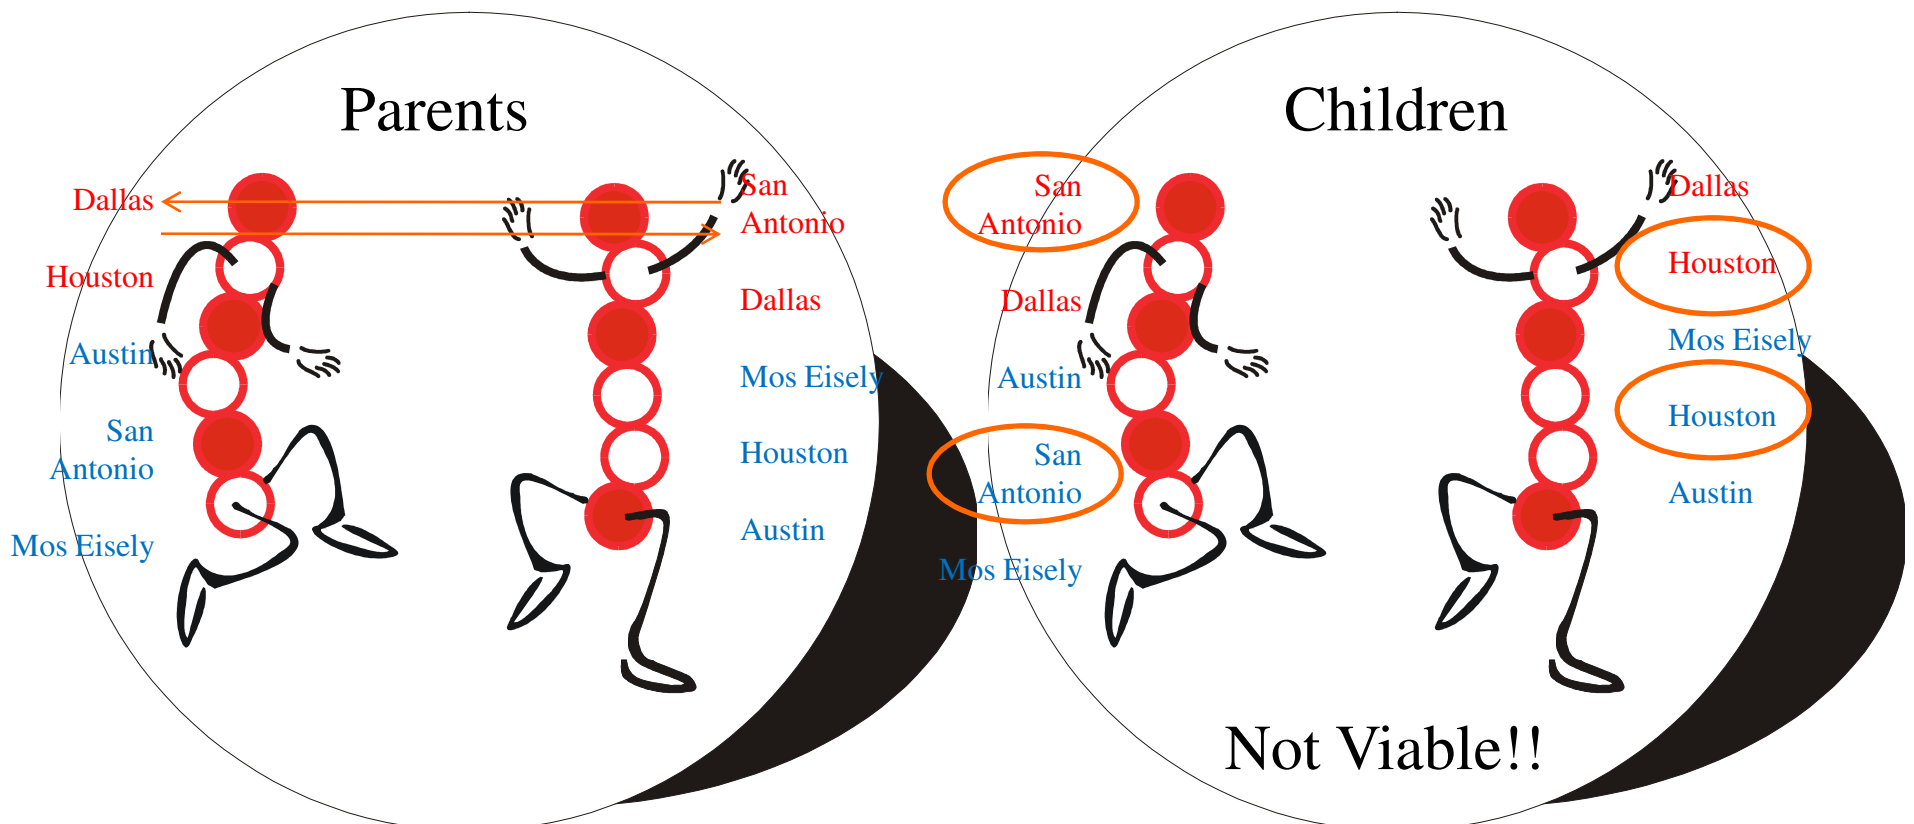 Parents
Dallas
Houston
Austin
San
Antonio
Mos Eisely
San
Antonio
Dallas
Mos Eisely
Houston
Austin
Children
San
Antonio
Dallas
Austin
San
Antonio
Mos Eisely
Dallas
Houston
Mos Eisely
Houston
Austin
Not Viable!!